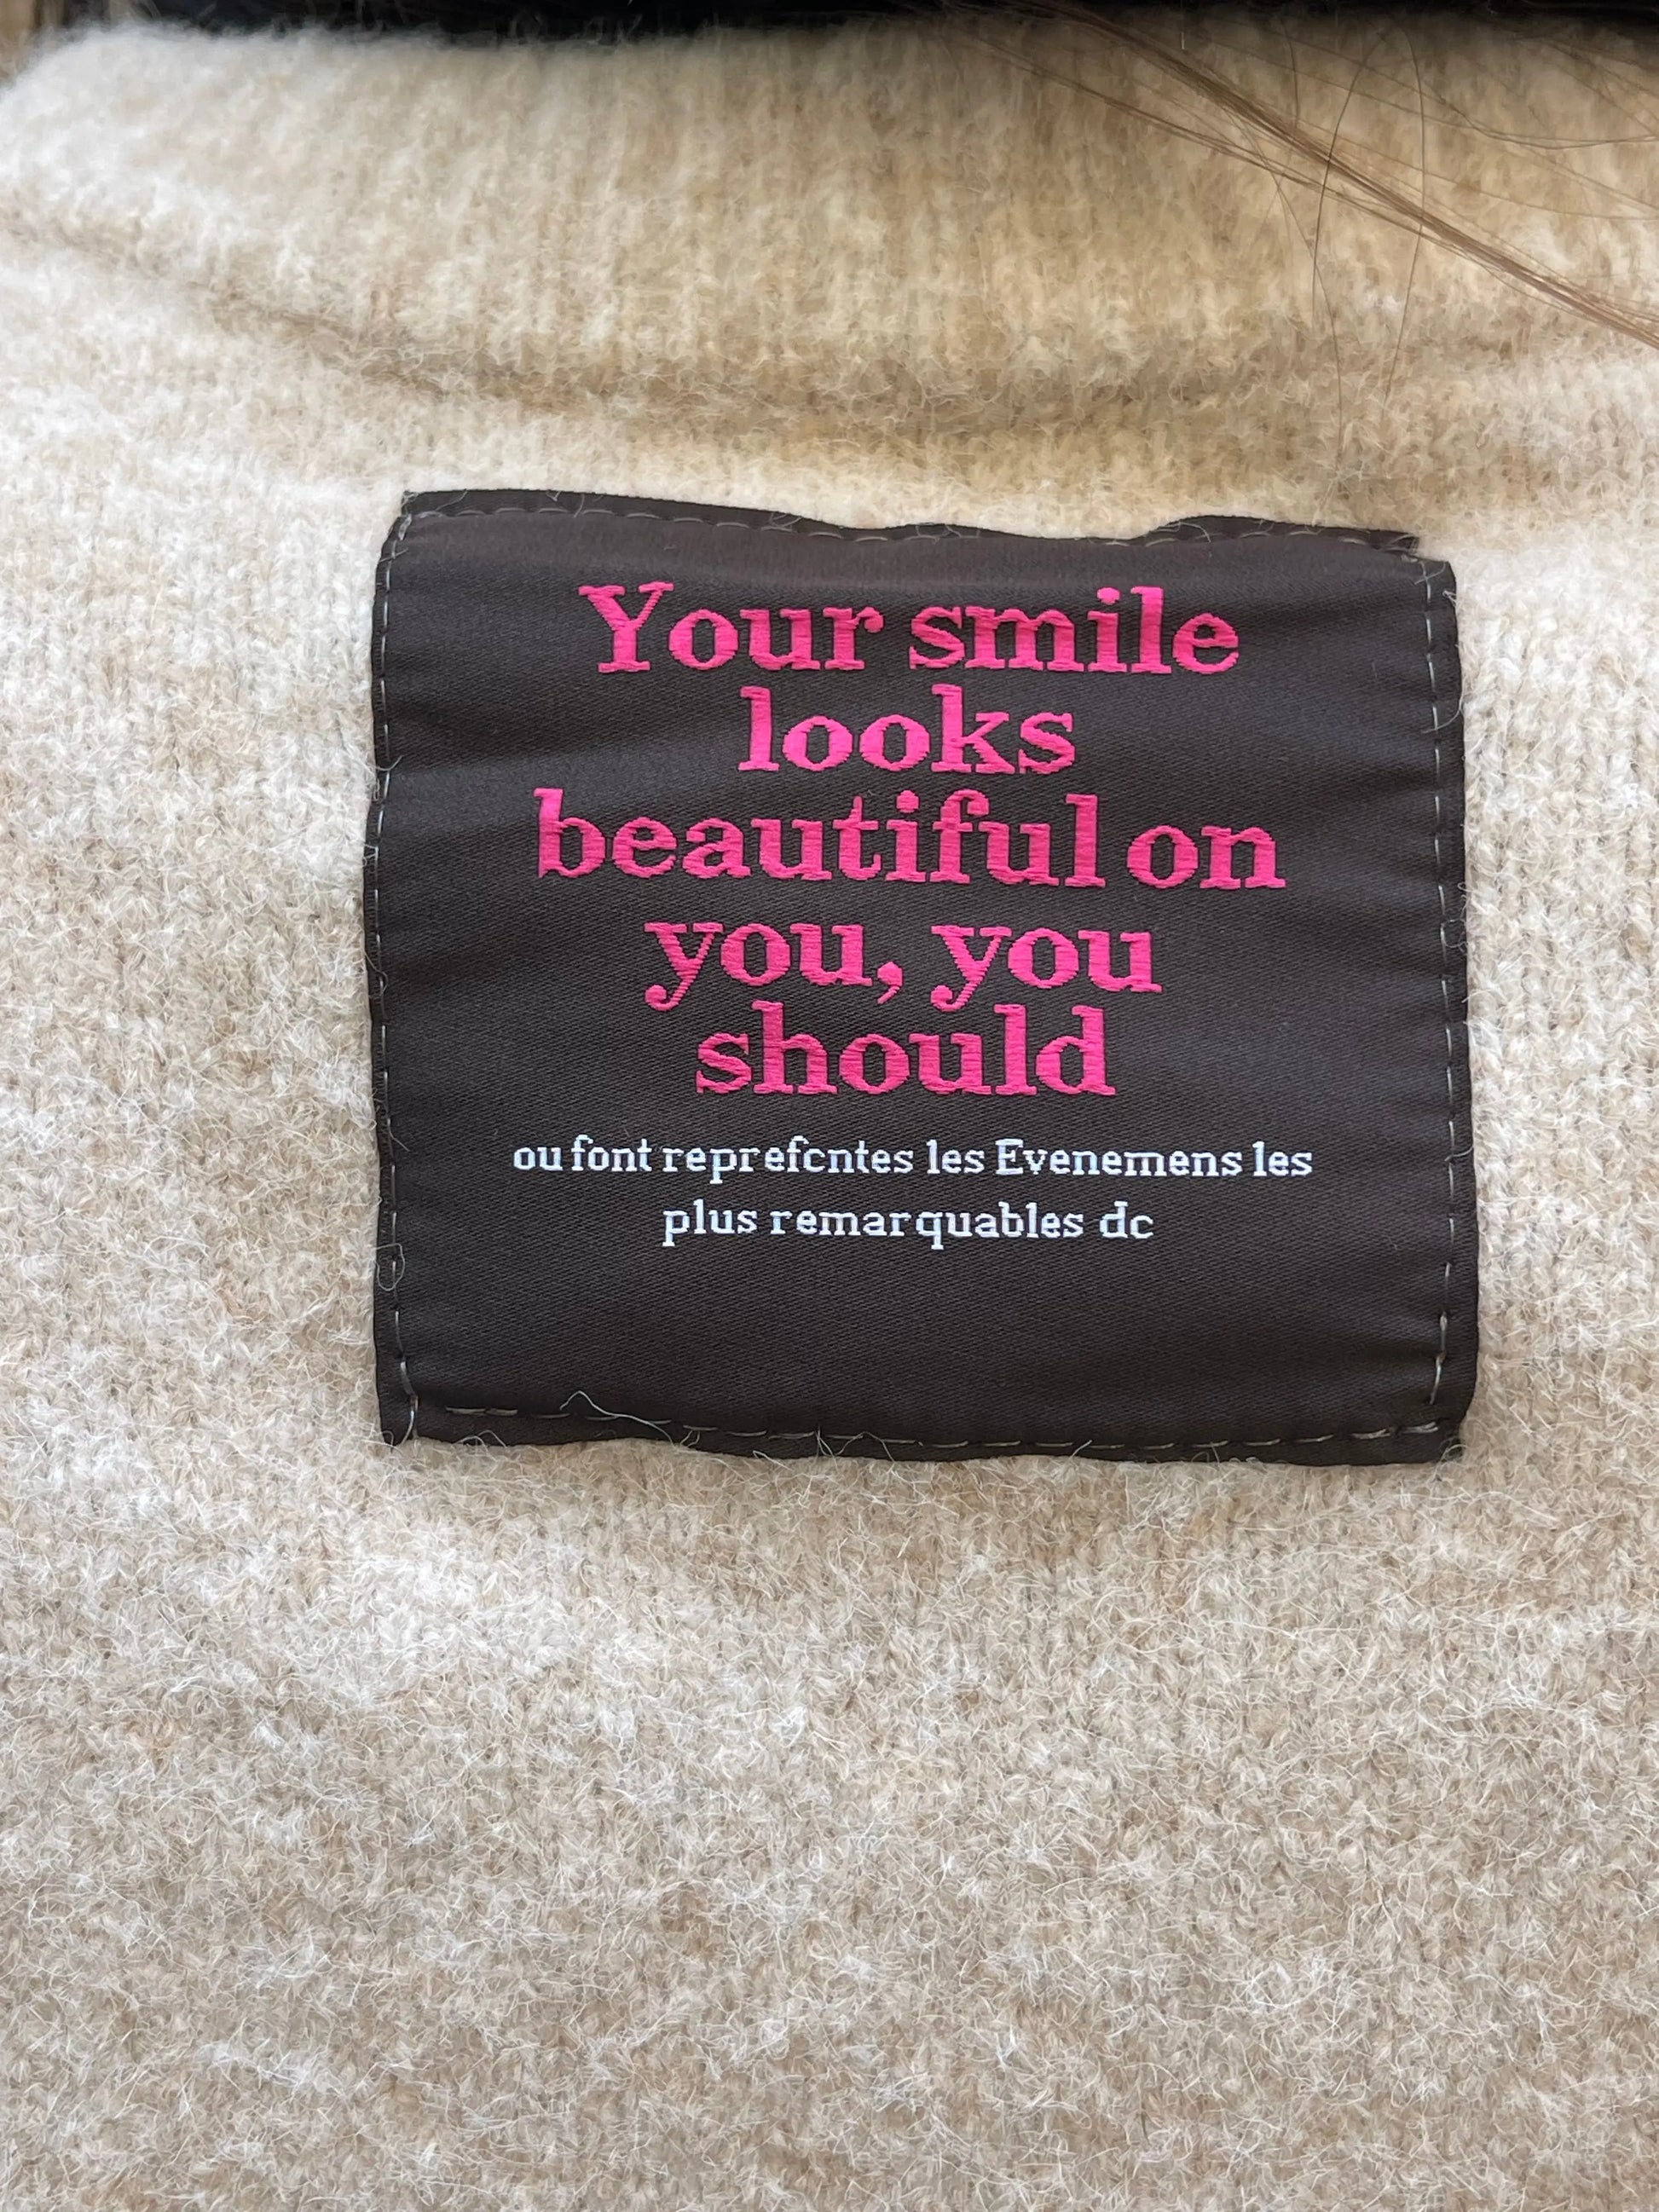 Your smile
looks
beautiful on
you, you
should
ou font reprefcntes les Evenemens les
plus remarquables dc